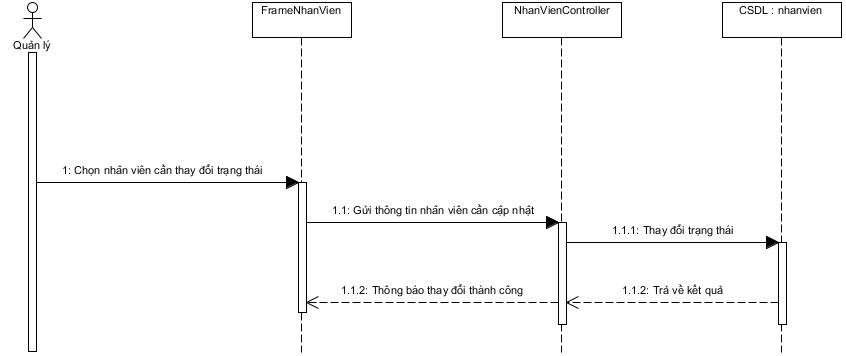 FrameNhanVien
NhanVienController
CSDL : nhanvien
Quản lý
1: Chọn nhân viên cần thay đổi trạng thái
1.1: Gửi thông tin nhân viên cần cập nhật
1.1.1: Thay đổi trạng thái
1.1.2: Thông báo thay đổi thành công
1.1.2: Trả về kết quả